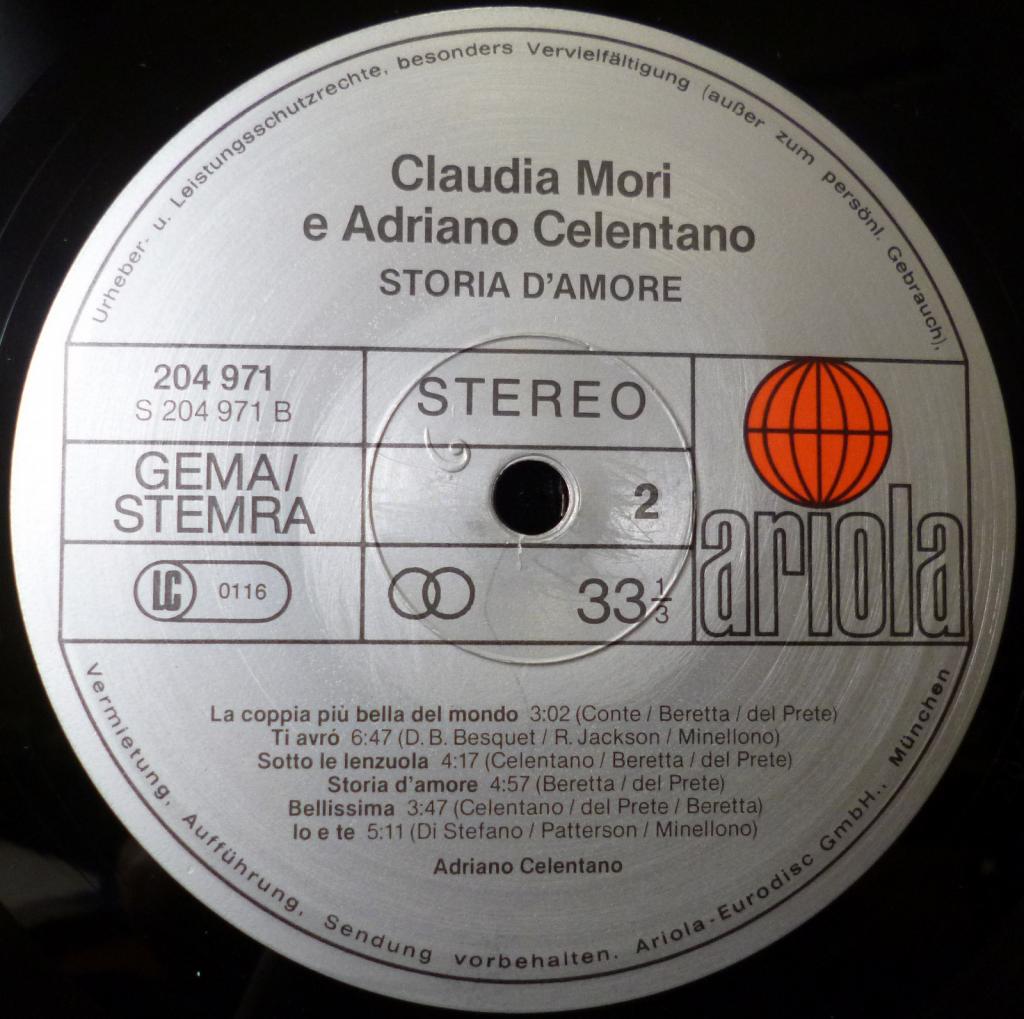 Urheber- u. Leistungsschutzrechte, besonders Vervielfältigung (außer zum persönl. Gebrauch),
Claudia Mori
e Adriano Celentano
STORIA D'AMORE
204 971
S 204 971 B
STEREO
GEMA/
STEMRA
2
LC 0116
33 1/3
ariola
La coppia più bella del mondo 3:02 (Conte / Beretta / del Prete)
Ti avró 6:47 (D. B. Besquet / R. Jackson / Minellono)
Sotto le lenzuola 4:17 (Celentano / Beretta / del Prete)
Storia d'amore 4:57 (Beretta / del Prete)
Bellissima 3:47 (Celentano / del Prete / Beretta)
Io e te 5:11 (Di Stefano / Patterson / Minellono)
Adriano Celentano
Vermietung, Aufführung, Sendung vorbehalten. Ariola-Eurodisc GmbH., München